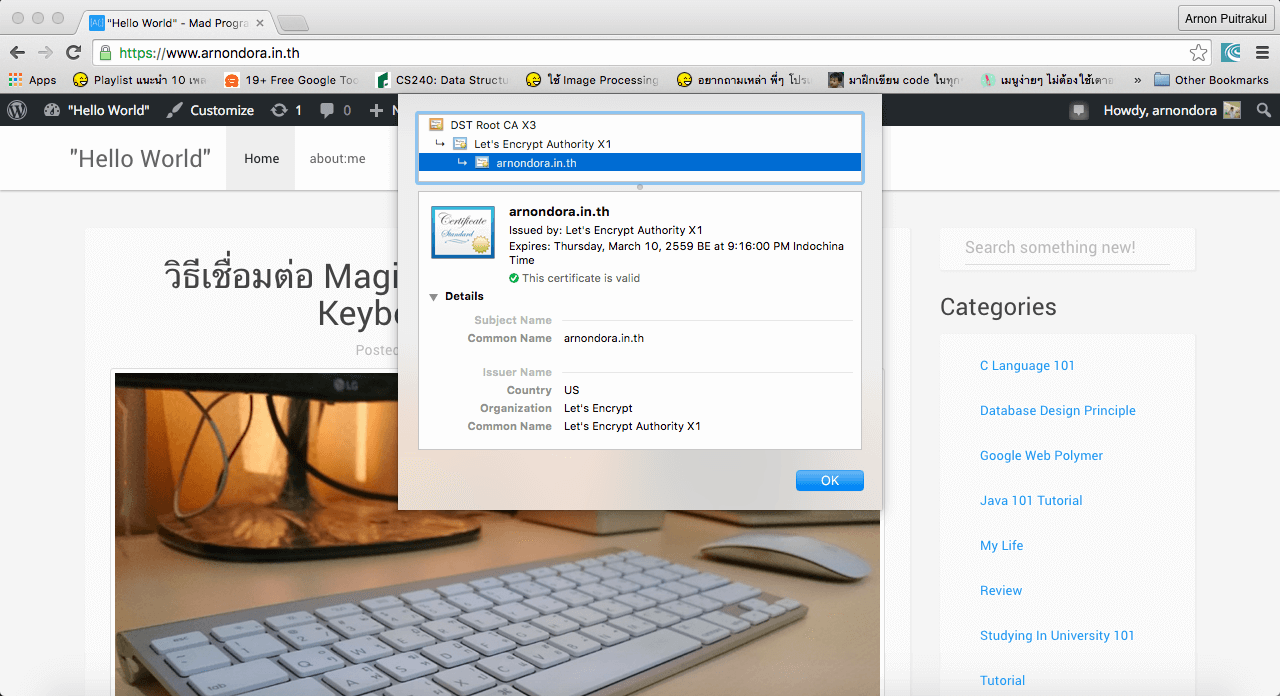 "Hello World" - Mad Progra
Arnon Puitrakul
https://www.arnondora.in.th
Apps
Playlist แนะนำ 10 เพล
19+ Free Google Too
CS240: Data Structu
ใช้ Image Processing
อยากถามเหล่า พี่ๆ โปร
มาฝึกเขียน code ในทุก
เมนูง่ายๆ ไม่ต้องใช้เตา
»
Other Bookmarks
"Hello World"
Customize
1
0
N
Howdy, arnondora
"Hello World"
Home
about:me
DST Root CA X3
Let's Encrypt Authority X1
arnondora.in.th
Certificate
Standard
arnondora.in.th
Issued by: Let's Encrypt Authority X1
Expires: Thursday, March 10, 2559 BE at 9:16:00 PM Indochina
Time
This certificate is valid
Details
Subject Name
Common Name arnondora.in.th
Issuer Name
Country US
Organization Let's Encrypt
Common Name Let's Encrypt Authority X1
OK
วิธีเชื่อมต่อ Magi
Keybo
Posted
LG
tab
Search something new!
Categories
C Language 101
Database Design Principle
Google Web Polymer
Java 101 Tutorial
My Life
Review
Studying In University 101
Tutorial